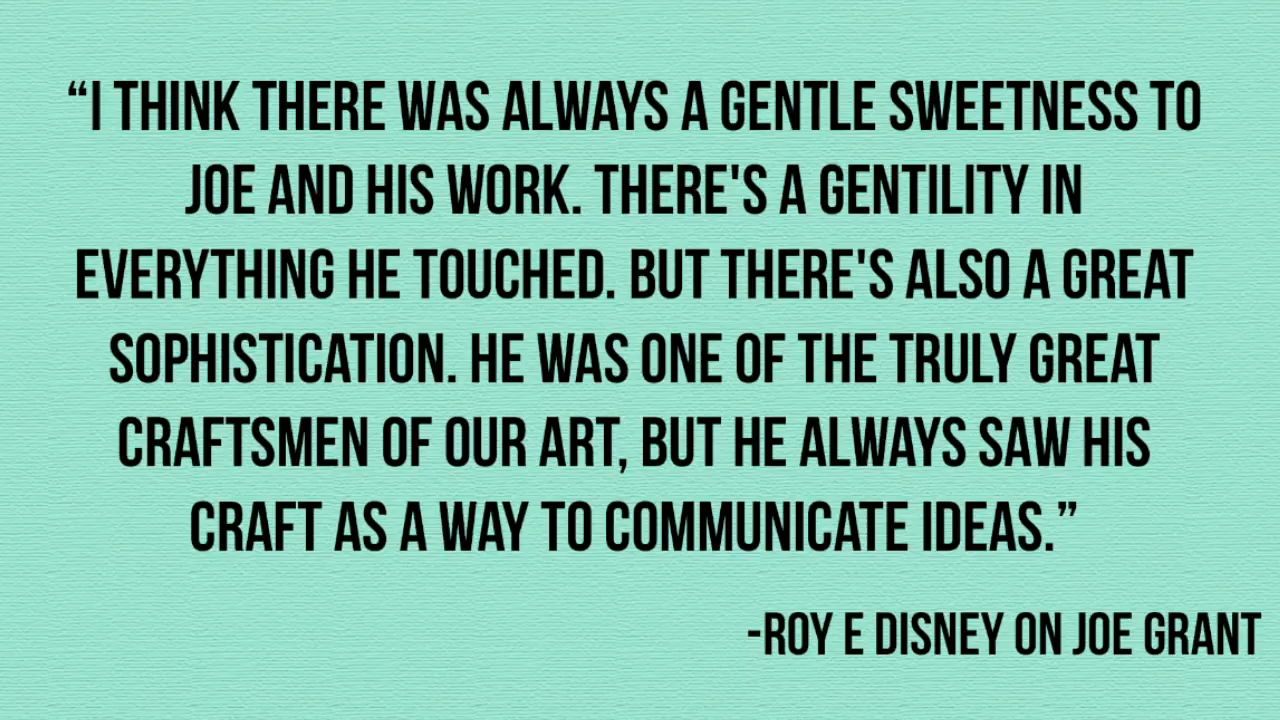 “I THINK THERE WAS ALWAYS A GENTLE SWEETNESS TO
JOE AND HIS WORK. THERE'S A GENTILITY IN
EVERYTHING HE TOUCHED. BUT THERE'S ALSO A GREAT
SOPHISTICATION. HE WAS ONE OF THE TRULY GREAT
CRAFTSMEN OF OUR ART, BUT HE ALWAYS SAW HIS
CRAFT AS A WAY TO COMMUNICATE IDEAS.”
-ROY E DISNEY ON JOE GRANT